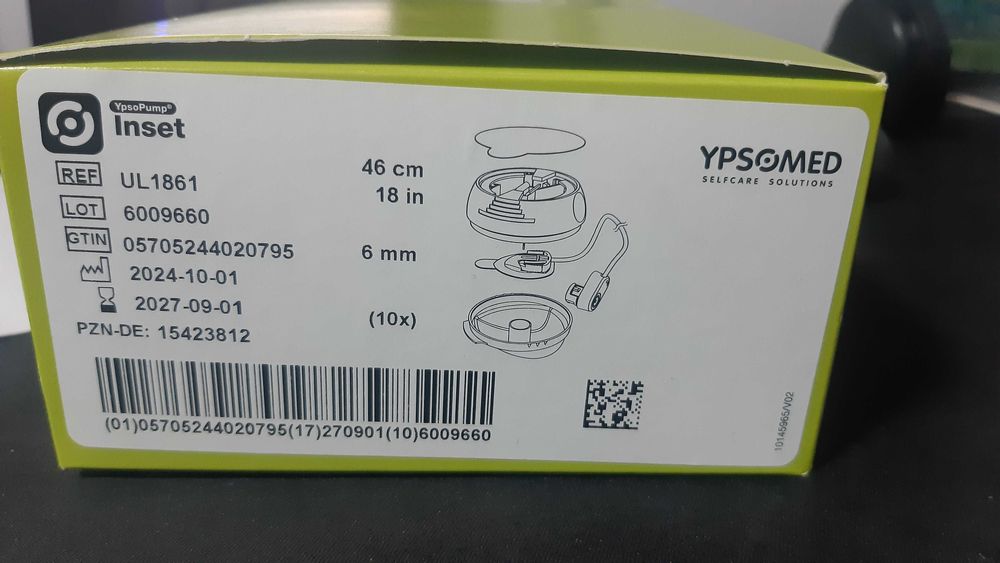 YpsoPump®
Inset
REF UL1861
LOT 6009660
GTIN 05705244020795
2024-10-01
2027-09-01
PZN-DE: 15423812
46 cm
18 in
6 mm
(10x)
YPSOMED
SELFCARE SOLUTIONS
(01)05705244020795(17)270901(10)6009660
10145965/V02